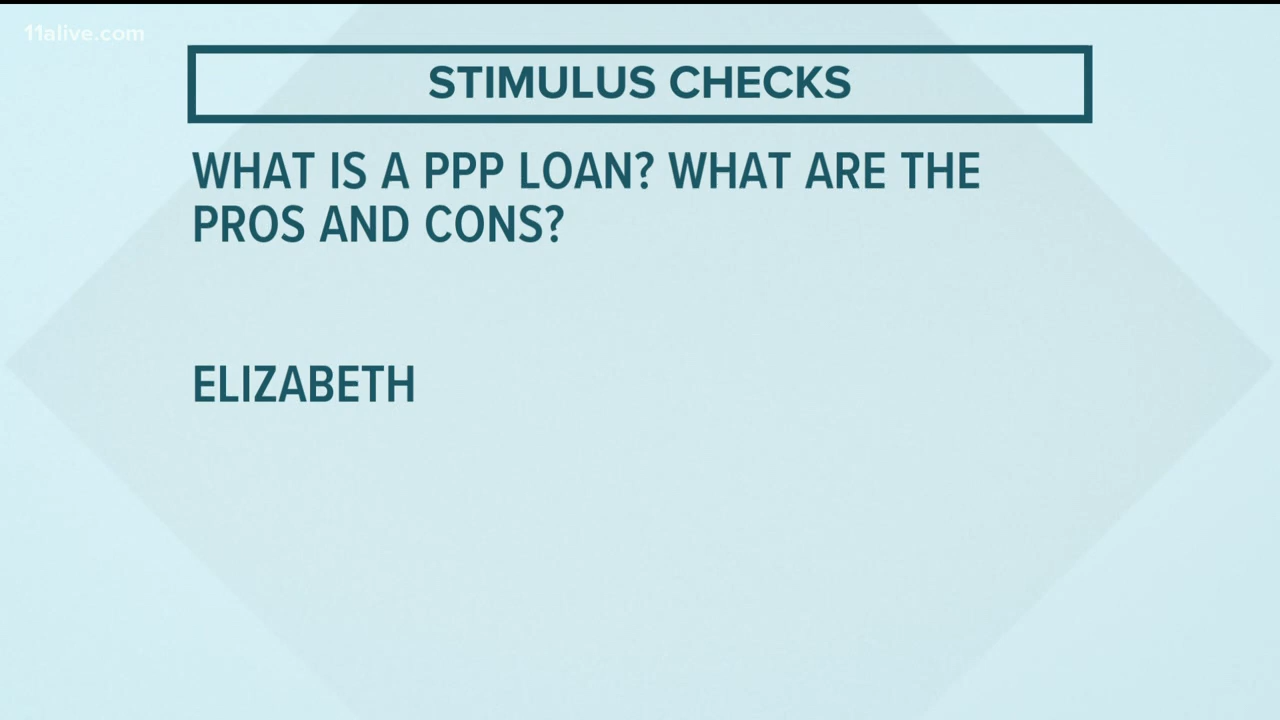 11alive.com
STIMULUS CHECKS
WHAT IS A PPP LOAN? WHAT ARE THE
PROS AND CONS?
ELIZABETH